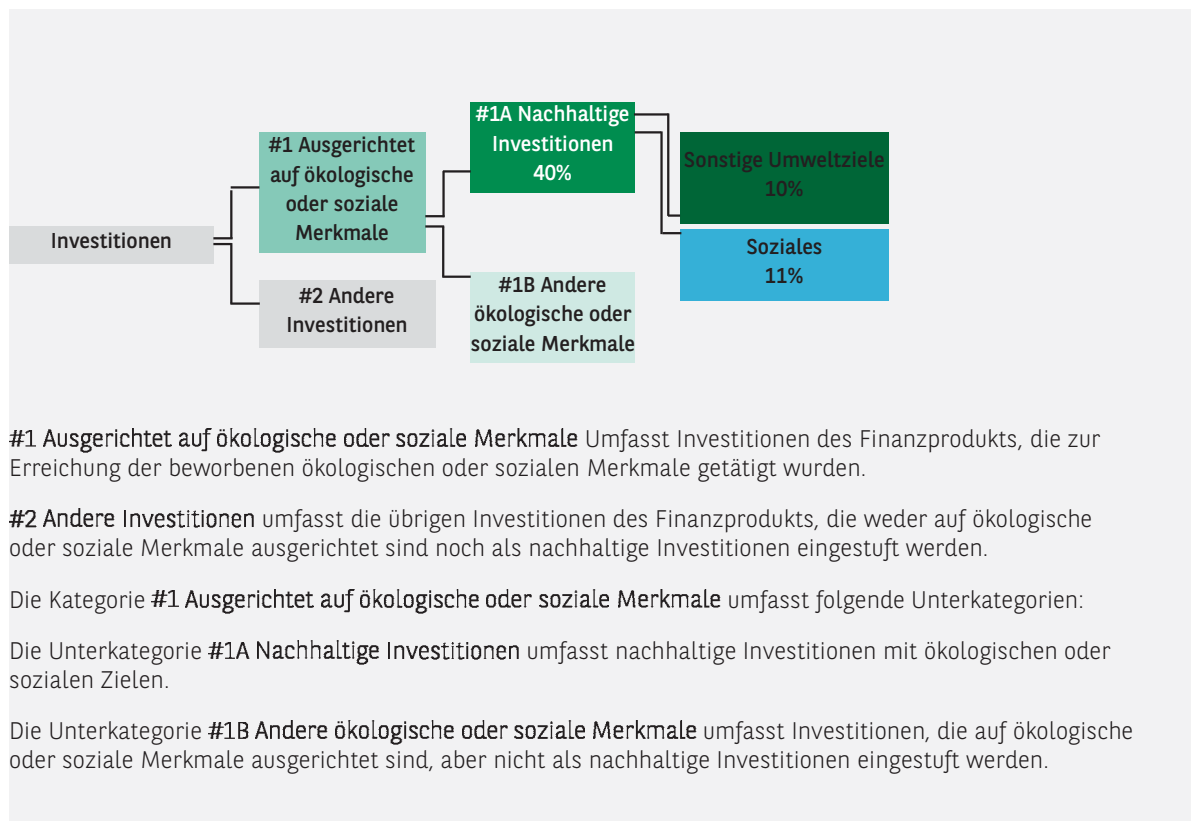 #1A Nachhaltige
Investitionen
40%
#1 Ausgerichtet
auf ökologische
oder soziale
Merkmale
Sonstige Umweltziele
10%
Investitionen
Soziales
11%
#2 Andere
Investitionen
#1B Andere
ökologische oder
soziale Merkmale
#1 Ausgerichtet auf ökologische oder soziale Merkmale Umfasst Investitionen des Finanzprodukts, die zur
Erreichung der beworbenen ökologischen oder sozialen Merkmale getätigt wurden.
#2 Andere Investitionen umfasst die übrigen Investitionen des Finanzprodukts, die weder auf ökologische
oder soziale Merkmale ausgerichtet sind noch als nachhaltige Investitionen eingestuft werden.
Die Kategorie #1 Ausgerichtet auf ökologische oder soziale Merkmale umfasst folgende Unterkategorien:
Die Unterkategorie #1A Nachhaltige Investitionen umfasst nachhaltige Investitionen mit ökologischen oder
sozialen Zielen.
Die Unterkategorie #1B Andere ökologische oder soziale Merkmale umfasst Investitionen, die auf ökologische
oder soziale Merkmale ausgerichtet sind, aber nicht als nachhaltige Investitionen eingestuft werden.